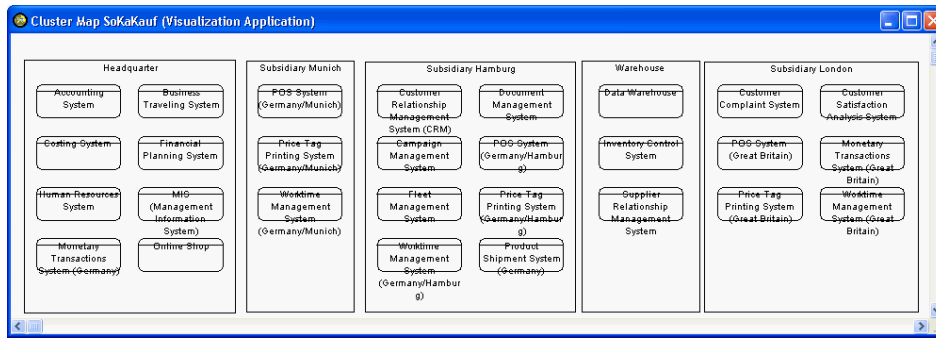 Cluster Map SoKaKauf (Visualization Application)
Headquarter
Accounting
System
Business
Traveling System
Costing System
Financial
Planning System
Human Resources
System
MIS
(Management
Information
System)
Monetary
Transactions
System (Germany)
Online Shop
Subsidiary Munich
POS System
(Germany/Munich)
Price Tag
Printing System
(Germany/Munich)
Worktime
Management
System
(Germany/Munich)
Subsidiary Hamburg
Customer
Relationship
Management
System (CRM)
Document
Management
System
Campaign
Management
System
POS System
(Germany/Hambur
g)
Fleet
Management
System
Price Tag
Printing System
(Germany/Hambur
g)
Worktime
Management
System
(Germany/Hambur
g)
Product
Shipment System
(Germany)
Warehouse
Data Warehouse
Inventory Control
System
Supplier
Relationship
Management
System
Subsidiary London
Customer
Complaint System
Customer
Satisfaction
Analysis System
POS System
(Great Britain)
Monetary
Transactions
System (Great
Britain)
Price Tag
Printing System
(Great Britain)
Worktime
Management
System (Great
Britain)